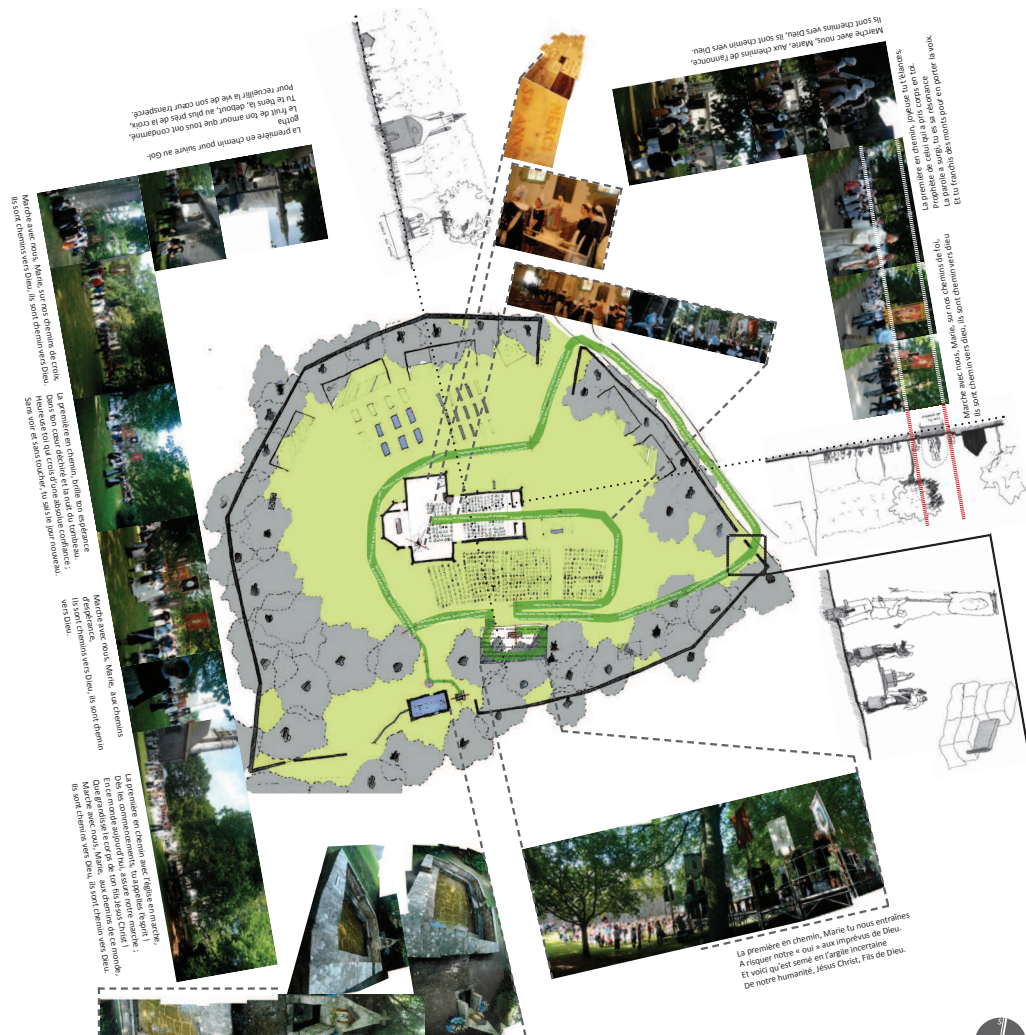 Marche avec nous, Marie, Aux chemins de l'annonce,
Ils sont chemins vers Dieu, ils sont chemin vers Dieu.
La première en chemin, joyeuse tu t'élances,
Prophète de celui qui a pris corps en toi.
La parole a surgi, tu es sa résonance
Et tu franchis des monts pour en porter la voix.
Marche avec nous, Marie, sur nos chemins de foi,
Ils sont chemin vers dieu, ils sont chemin vers dieu
La première en chemin pour suivre au Gol-
gotha
Le fruit de ton amour que tous ont condamné,
Tu te tiens là, debout, au plus près de la croix,
Pour recueillir la vie de son cœur transpercé.
MERCI
Marche avec nous, Marie, sur nos chemins de croix,
Ils sont chemins vers Dieu, ils sont chemin vers Dieu.
La première en chemin, brille ton espérance
Dans ton cœur déchiré et la nuit du tombeau.
Heureuse toi qui crois d'une absolue confiance ;
Sans voir et sans toucher, tu sais le jour nouveau.
Marche avec nous, Marie, aux chemins
d'espérance,
Ils sont chemins vers Dieu, ils sont chemin
vers Dieu.
La première en chemin avec l'église en marche,
Dès les commencements, tu appelles l'Esprit !
En ce monde aujourd'hui, assure notre marche ;
Que grandisse le corps de ton fils Jésus Christ !
Marche avec nous, Marie, aux chemins de ce monde,
Ils sont chemins vers Dieu, ils sont chemin vers Dieu.
La première en chemin, Marie tu nous entraînes
A risquer notre « oui » aux imprévus de Dieu.
Et voici qu'est semé en l'argile incertaine
De notre humanité, Jésus Christ, Fils de Dieu.